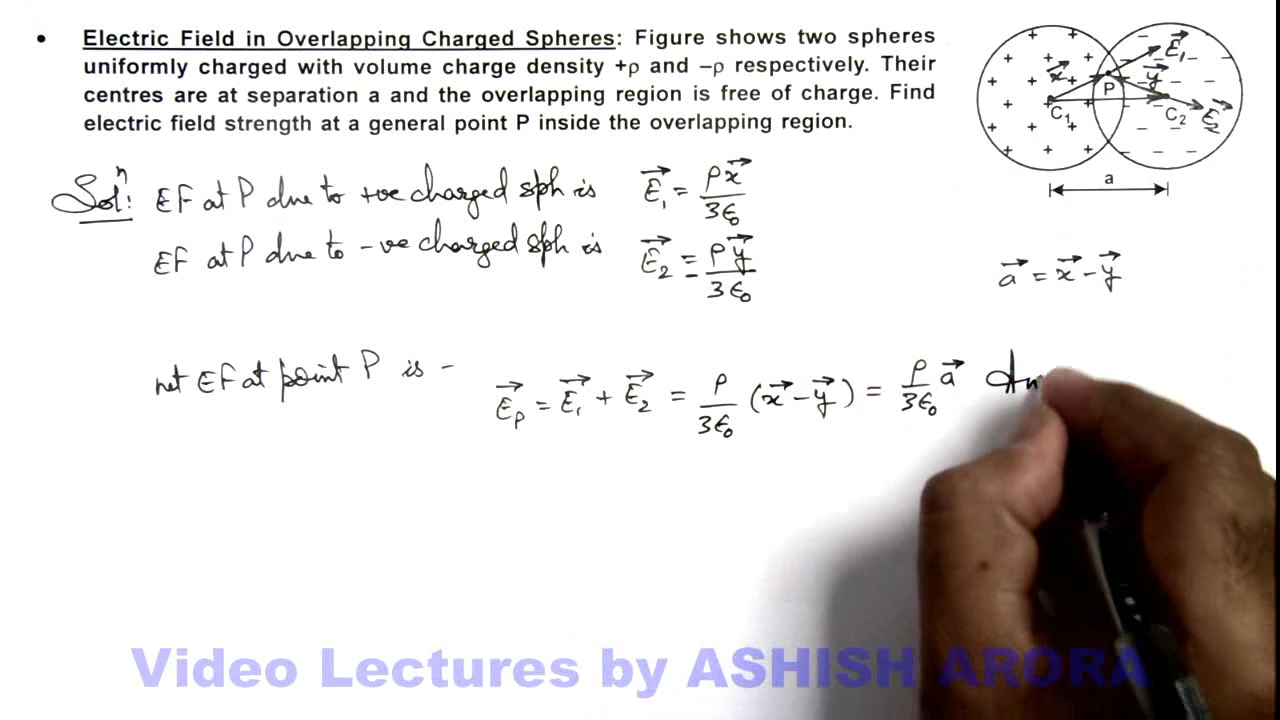 • Electric Field in Overlapping Charged Spheres: Figure shows two spheres
uniformly charged with volume charge density +ρ and –ρ respectively. Their
centres are at separation a and the overlapping region is free of charge. Find
electric field strength at a general point P inside the overlapping region.
E⃗₁
x⃗
y⃗
P
C₁
C₂
E⃗₂
a
Solⁿ: EF at P due to +ve charged sph is E⃗₁ = ρx⃗/3ϵ₀
EF at P due to -ve charged sph is E⃗₂ = ρy⃗/3ϵ₀
a⃗ = x⃗ - y⃗
net EF at point P is - E⃗ₚ = E⃗₁ + E⃗₂ = ρ/3ϵ₀ (x⃗ - y⃗) = ρ/3ϵ₀ a⃗
Video Lectures by ASHISH ARORA